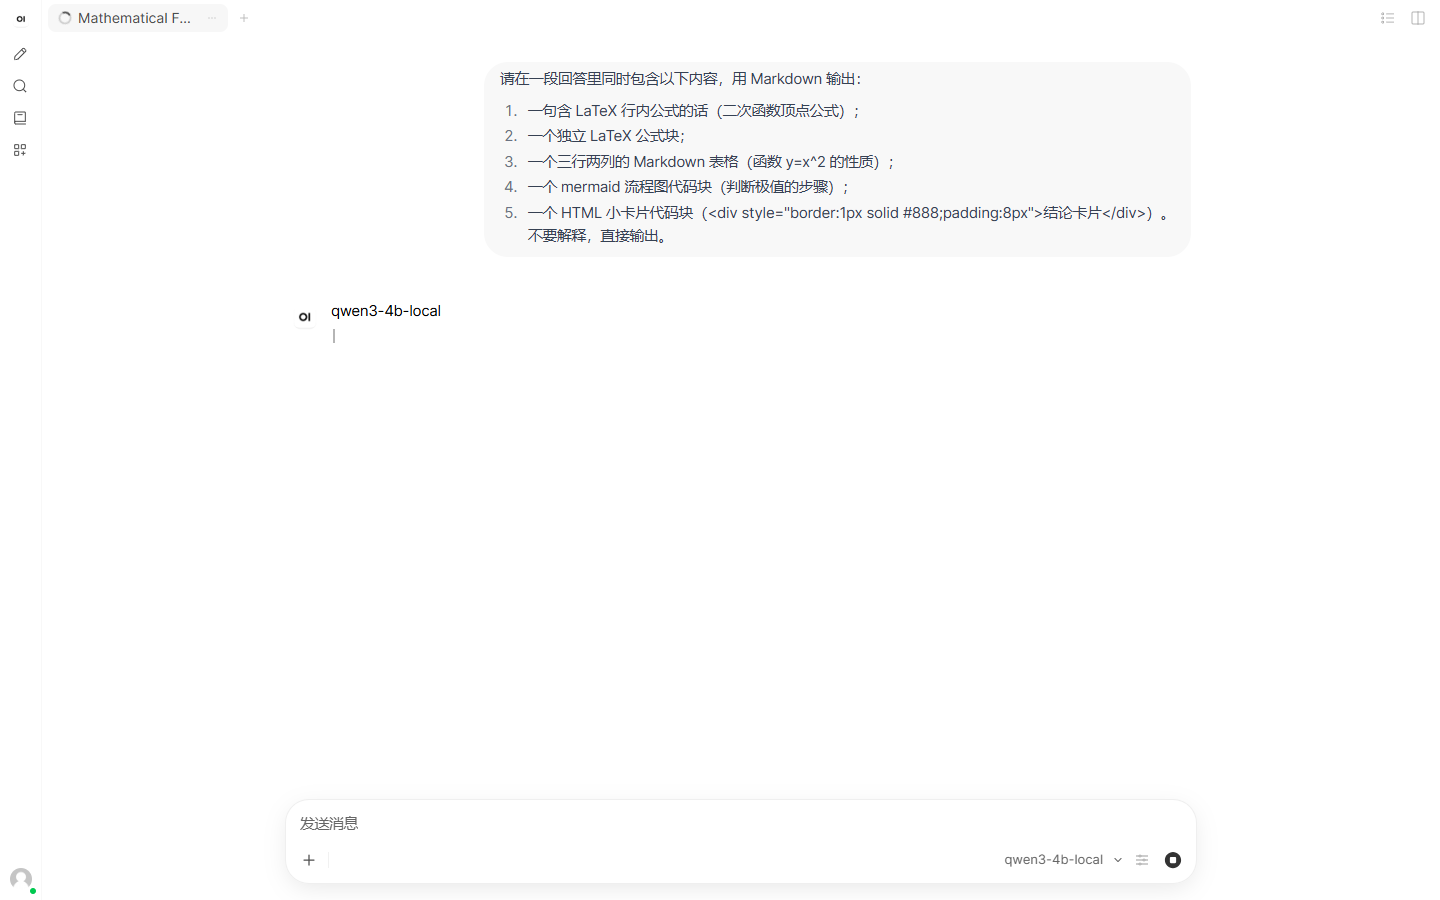 OI
Mathematical F...
请在一段回答里同时包含以下内容，用 Markdown 输出：
1. 一句含 LaTeX 行内公式的话（二次函数顶点公式）；
2. 一个独立 LaTeX 公式块；
3. 一个三行两列的 Markdown 表格（函数 y=x^2 的性质）；
4. 一个 mermaid 流程图代码块（判断极值的步骤）；
5. 一个 HTML 小卡片代码块（<div style="border:1px solid #888;padding:8px">结论卡片</div>）。
不要解释，直接输出。
OI
qwen3-4b-local
发送消息
qwen3-4b-local